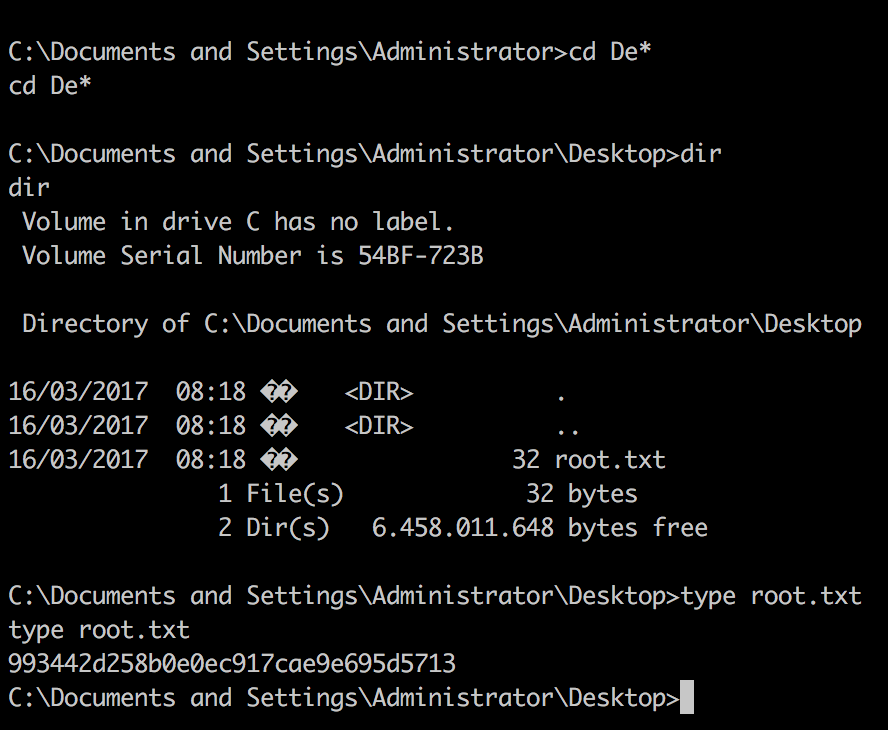 C:\Documents and Settings\Administrator>cd De*
cd De*
C:\Documents and Settings\Administrator\Desktop>dir
dir
 Volume in drive C has no label.
 Volume Serial Number is 54BF-723B
 Directory of C:\Documents and Settings\Administrator\Desktop
16/03/2017  08:18 ��   <DIR>          .
16/03/2017  08:18 ��   <DIR>          ..
16/03/2017  08:18 ��               32 root.txt
               1 File(s)             32 bytes
               2 Dir(s)   6.458.011.648 bytes free
C:\Documents and Settings\Administrator\Desktop>type root.txt
type root.txt
993442d258b0e0ec917cae9e695d5713
C:\Documents and Settings\Administrator\Desktop>